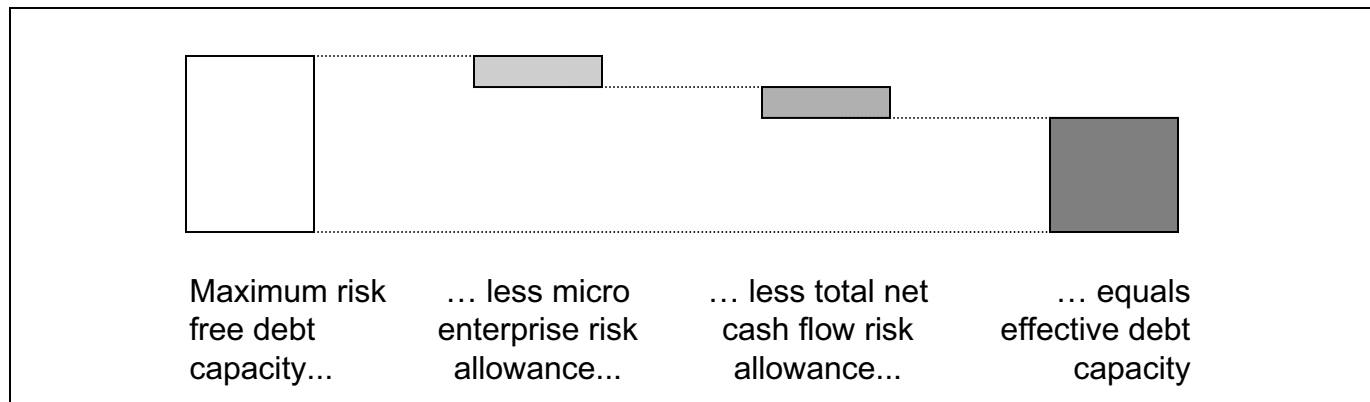 Maximum risk
free debt
capacity...
… less micro
enterprise risk
allowance...
… less total net
cash flow risk
allowance...
… equals
effective debt
capacity